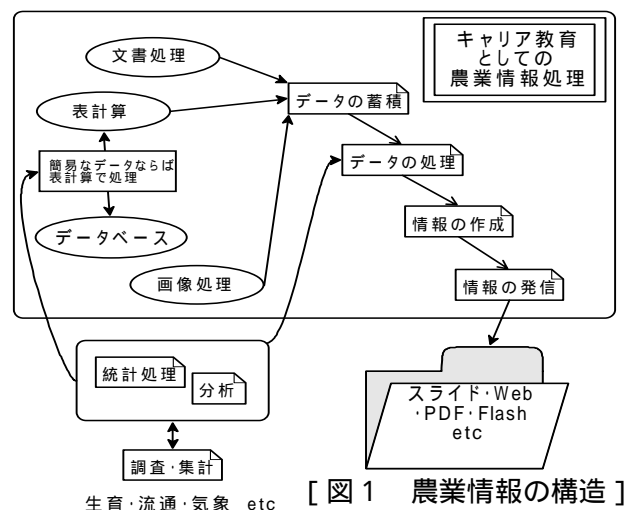 キャリア教育
としての
農業情報処理
文書処理
表計算
簡易なデータならば
表計算で処理
データベース
画像処理
データの蓄積
データの処理
情報の作成
情報の発信
統計処理
分析
調査･集計
生育･流通･気象 etc
スライド･Web
･PDF･Flash
etc
[図1 農業情報の構造]